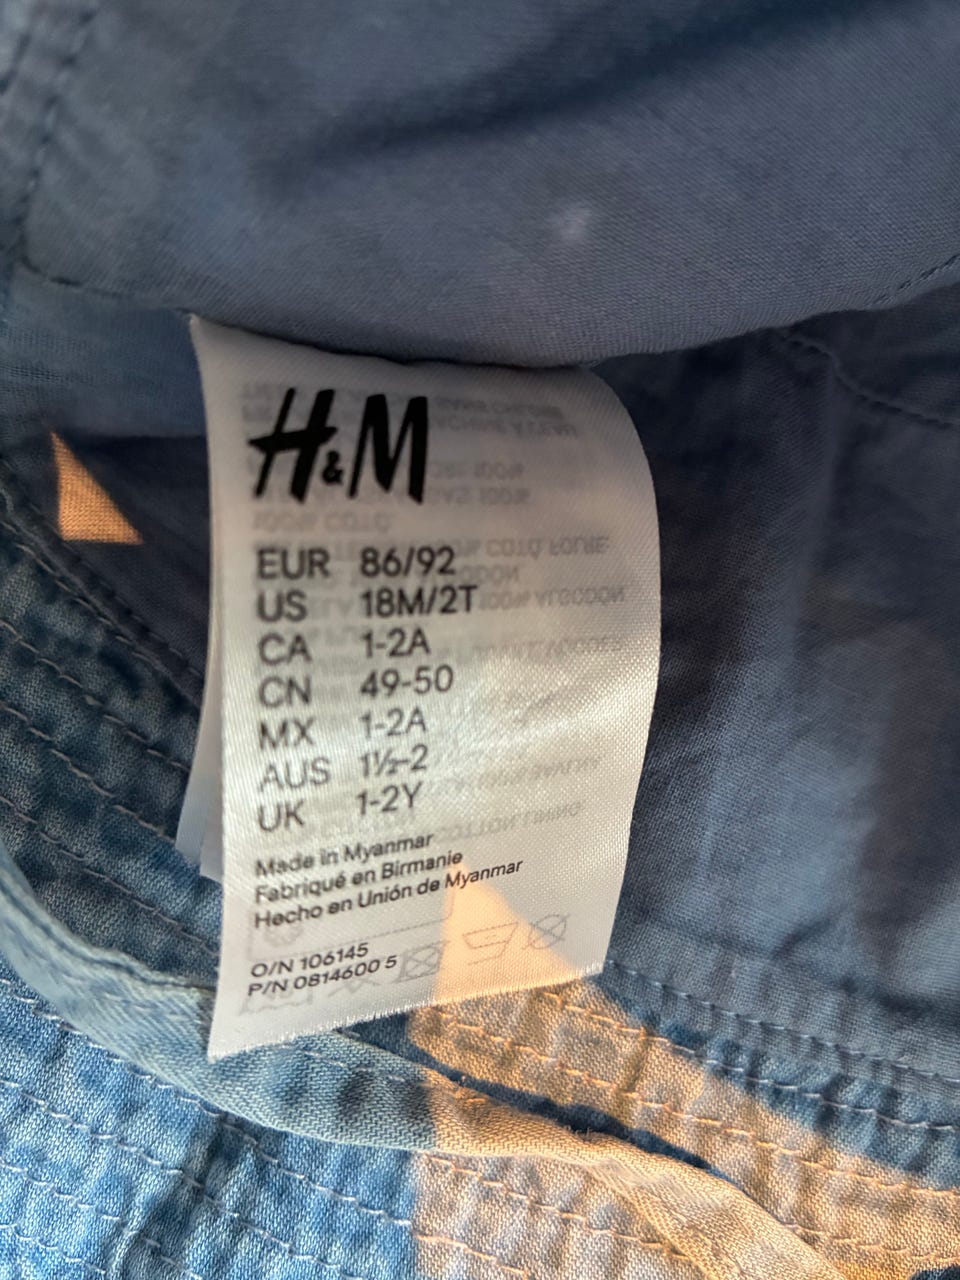 H&M
EUR 86/92
US 18M/2T
CA 1-2A
CN 49-50
MX 1-2A
AUS 1½-2
UK 1-2Y
Made in Myanmar
Fabriqué en Birmanie
Hecho en Unión de Myanmar
O/N 106145
P/N 0814600 5